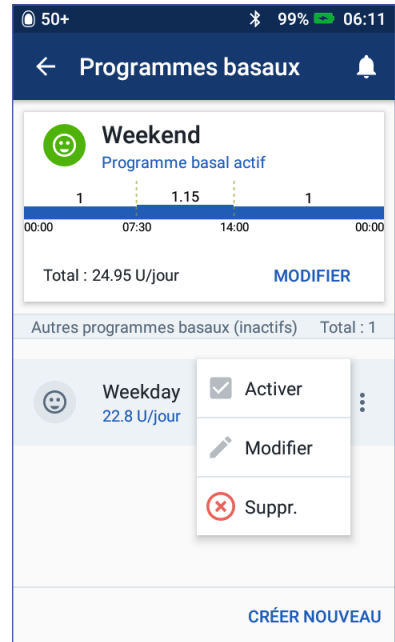 50+ 99% 06:11
Programmes basaux
Weekend
Programme basal actif
1 1.15 1
00:00 07:30 14:00 00:00
Total : 24.95 U/jour MODIFIER
Autres programmes basaux (inactifs) Total : 1
Weekday
22.8 U/jour
Activer
Modifier
Suppr.
CRÉER NOUVEAU